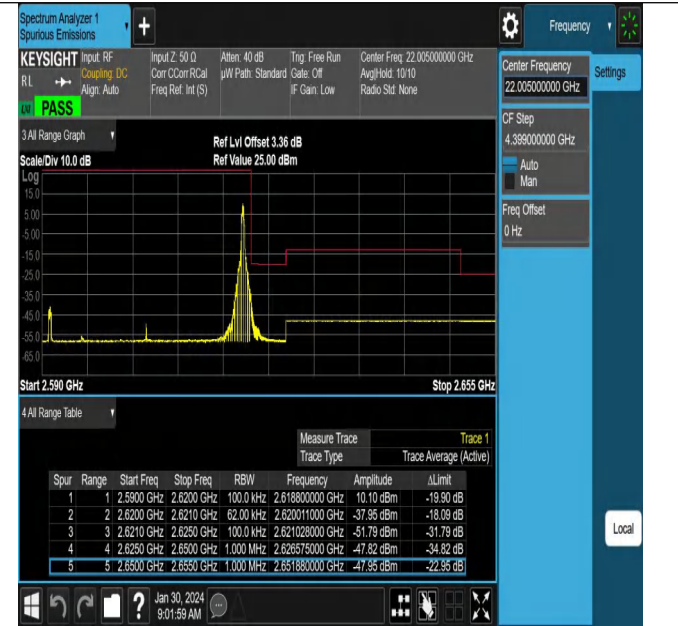 Spectrum Analyzer 1
Spurious Emissions
Frequency
KEYSIGHT
Input: RF
Input Z: 50 Ω
Atten: 40 dB
Trig: Free Run
Center Freq: 22.005000000 GHz
RL
Coupling: DC
Corr CCorr RCal
µW Path: Standard
Gate: Off
Avg|Hold: 10/10
Align: Auto
Freq Ref: Int (S)
IF Gain: Low
Radio Std: None
PASS
Center Frequency
22.005000000 GHz
Settings
CF Step
4.399000000 GHz
Auto
Man
Freq Offset
0 Hz
3 All Range Graph
Ref Lvl Offset 3.36 dB
Scale/Div 10.0 dB
Ref Value 25.00 dBm
Log
15.0
5.00
-5.00
-15.0
-25.0
-35.0
-45.0
-55.0
-65.0
Start 2.590 GHz
Stop 2.655 GHz
4 All Range Table
Measure Trace Trace 1
Trace Type Trace Average (Active)
Spur Range Start Freq Stop Freq RBW Frequency Amplitude ΔLimit
1 1 2.5900 GHz 2.6200 GHz 100.0 kHz 2.618800000 GHz 10.10 dBm -19.90 dB
2 2 2.6200 GHz 2.6210 GHz 62.00 kHz 2.620011000 GHz -37.95 dBm -18.09 dB
3 3 2.6210 GHz 2.6250 GHz 100.0 kHz 2.621028000 GHz -51.79 dBm -31.79 dB
4 4 2.6250 GHz 2.6500 GHz 1.000 MHz 2.626575000 GHz -47.82 dBm -34.82 dB
5 5 2.6500 GHz 2.6550 GHz 1.000 MHz 2.651880000 GHz -47.95 dBm -22.95 dB
Local
Jan 30, 2024
9:01:59 AM